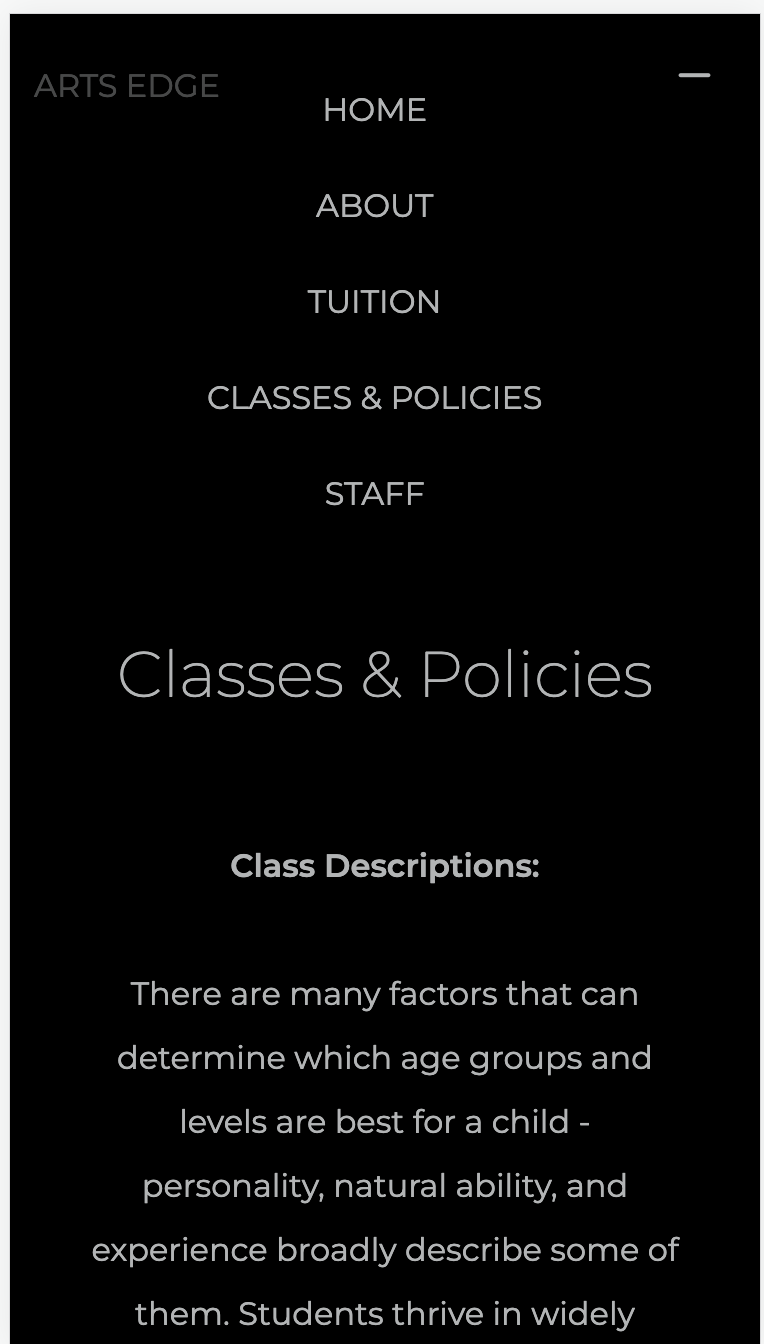 ARTS EDGE
HOME
ABOUT
TUITION
CLASSES & POLICIES
STAFF
Classes & Policies
Class Descriptions:
There are many factors that can
determine which age groups and
levels are best for a child -
personality, natural ability, and
experience broadly describe some of
them. Students thrive in widely